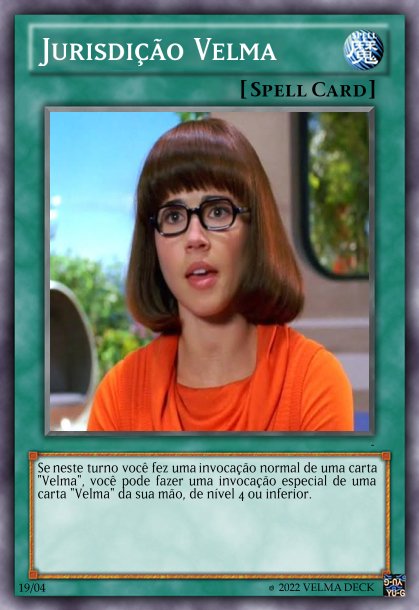 Jurisdição Velma
SPELL
魔
[Spell Card]
Se neste turno você fez uma invocação normal de uma carta
"Velma", você pode fazer uma invocação especial de uma
carta "Velma" da sua mão, de nível 4 ou inferior.
19/04
© 2022 VELMA DECK
YU-G